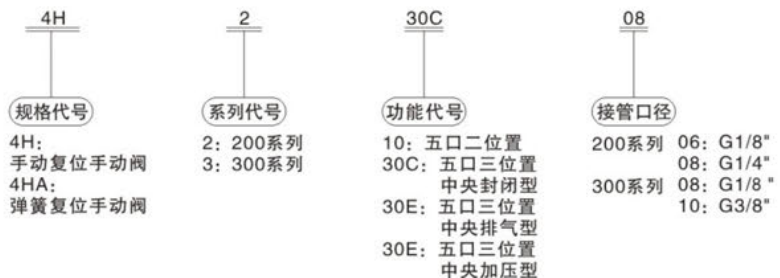 4H 2 30C 08
规格代号 系列代号 功能代号 接管口径
4H：
手动复位手动阀
4HA：
弹簧复位手动阀
2：200系列
3：300系列
10：五口二位置
30C：五口三位置
中央封闭型
30E：五口三位置
中央排气型
30E：五口三位置
中央加压型
200系列 06：G1/8"
08：G1/4"
300系列 08：G1/8 "
10：G3/8"